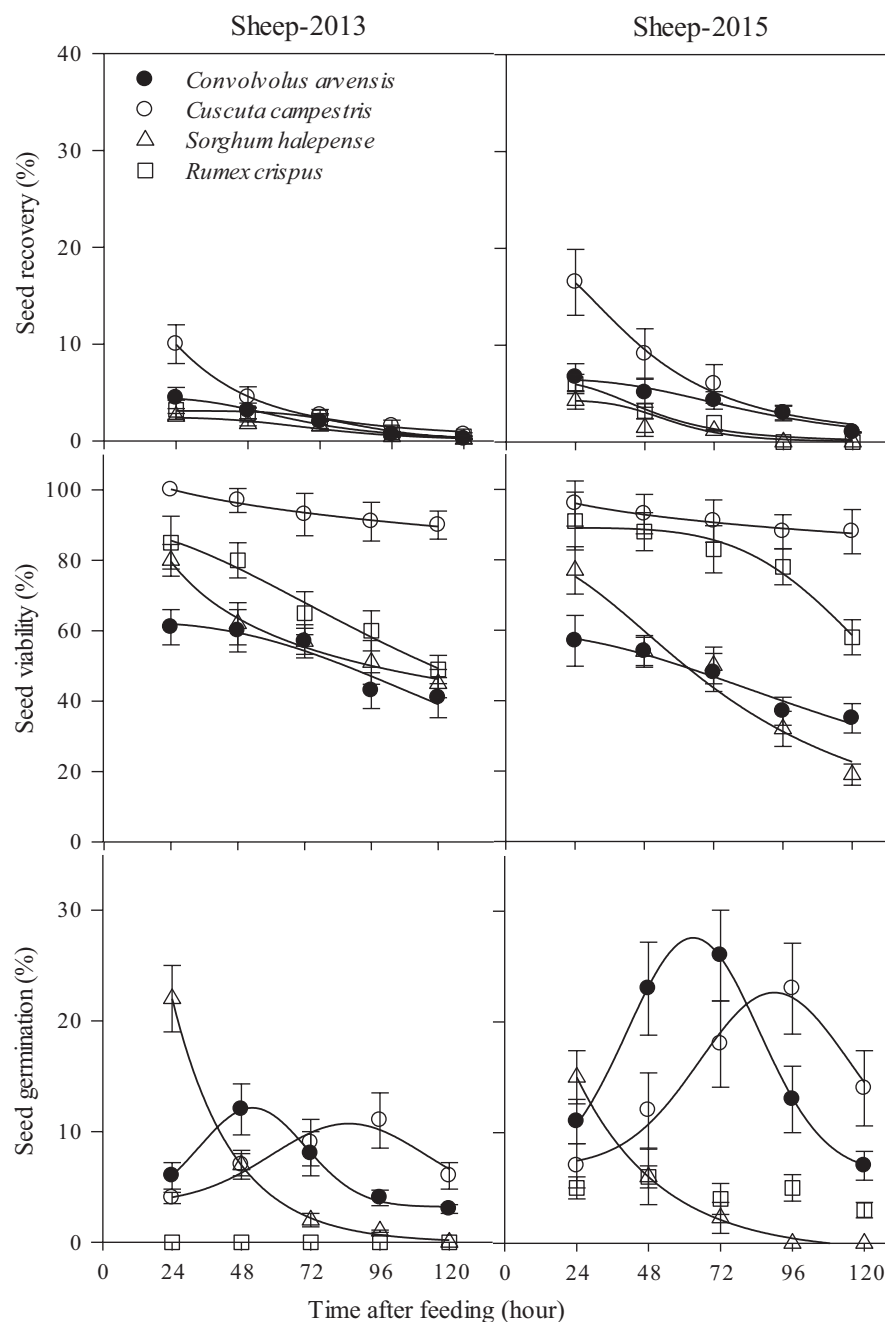 Sheep-2013
Sheep-2015
40
30
20
10
0
Seed recovery (%)
Convolvolus arvensis
Cuscuta campestris
Sorghum halepense
Rumex crispus
100
80
60
40
20
0
Seed viability (%)
30
20
10
0
Seed germination (%)
0 24 48 72 96 120
0 24 48 72 96 120
Time after feeding (hour)